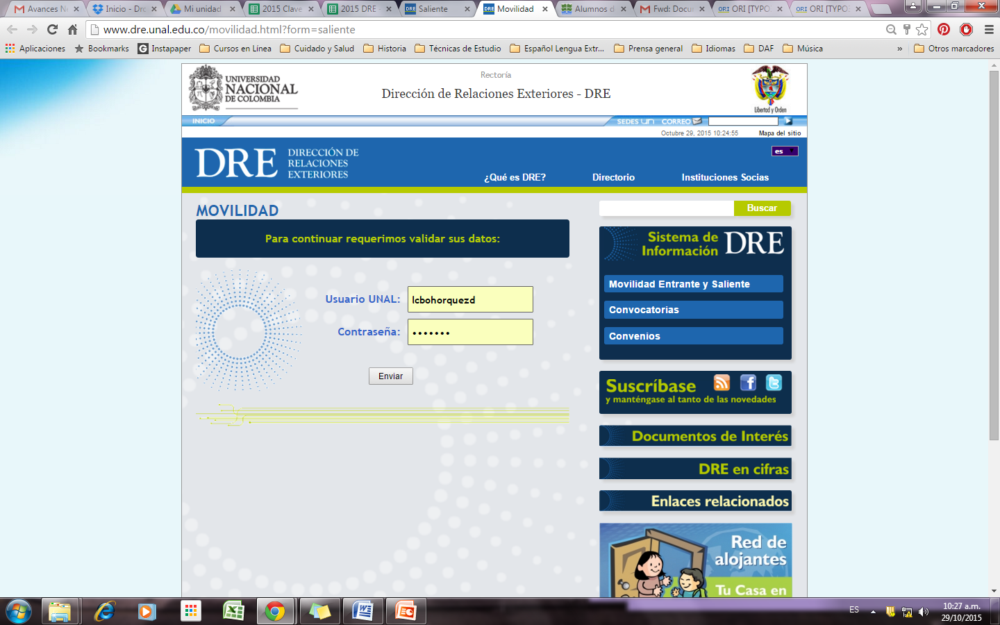 Avances N
Inicio - Dro
Mi unidad
2015 Clave
2015 DRE -
Saliente
Movilidad
Alumnos d
Fwd: Docu
ORI ORI [TYPO
ORI ORI [TYPO
www.dre.unal.edu.co/movilidad.html?form=saliente
Aplicaciones
Bookmarks
Instapaper
Cursos en Línea
Cuidado y Salud
Historia
Técnicas de Estudio
Español Lengua Extr...
Prensa general
Idiomas
DAF
Música
»
Otros marcadores
UNIVERSIDAD
NACIONAL
DE COLOMBIA
Rectoría
Dirección de Relaciones Exteriores - DRE
Libertad y Orden
INICIO
SEDES UN
CORREO
Octubre 29, 2015 10:24:55
Mapa del sitio
DRE
DIRECCIÓN DE
RELACIONES
EXTERIORES
es
¿Qué es DRE?
Directorio
Instituciones Socias
MOVILIDAD
Para continuar requerimos validar sus datos:
Usuario UNAL:
lcbohorquezd
Contraseña:
•••••••
Enviar
Buscar
Sistema de
Información
DRE
Movilidad Entrante y Saliente
Convocatorias
Convenios
Suscríbase
y manténgase al tanto de las novedades
Documentos de Interés
DRE en cifras
Enlaces relacionados
Red de
alojantes
Tu Casa en
ES
10:27 a.m.
29/10/2015